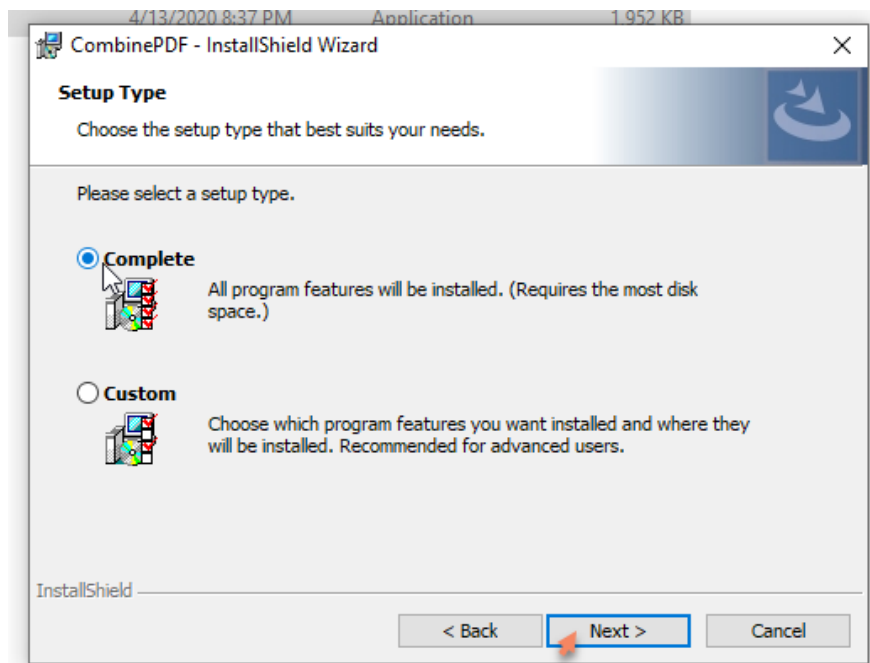 4/13/2020 8:37 PM Application 1,952 KB
CombinePDF - InstallShield Wizard
Setup Type
Choose the setup type that best suits your needs.
Please select a setup type.
Complete
All program features will be installed. (Requires the most disk
space.)
Custom
Choose which program features you want installed and where they
will be installed. Recommended for advanced users.
InstallShield
< Back Next > Cancel